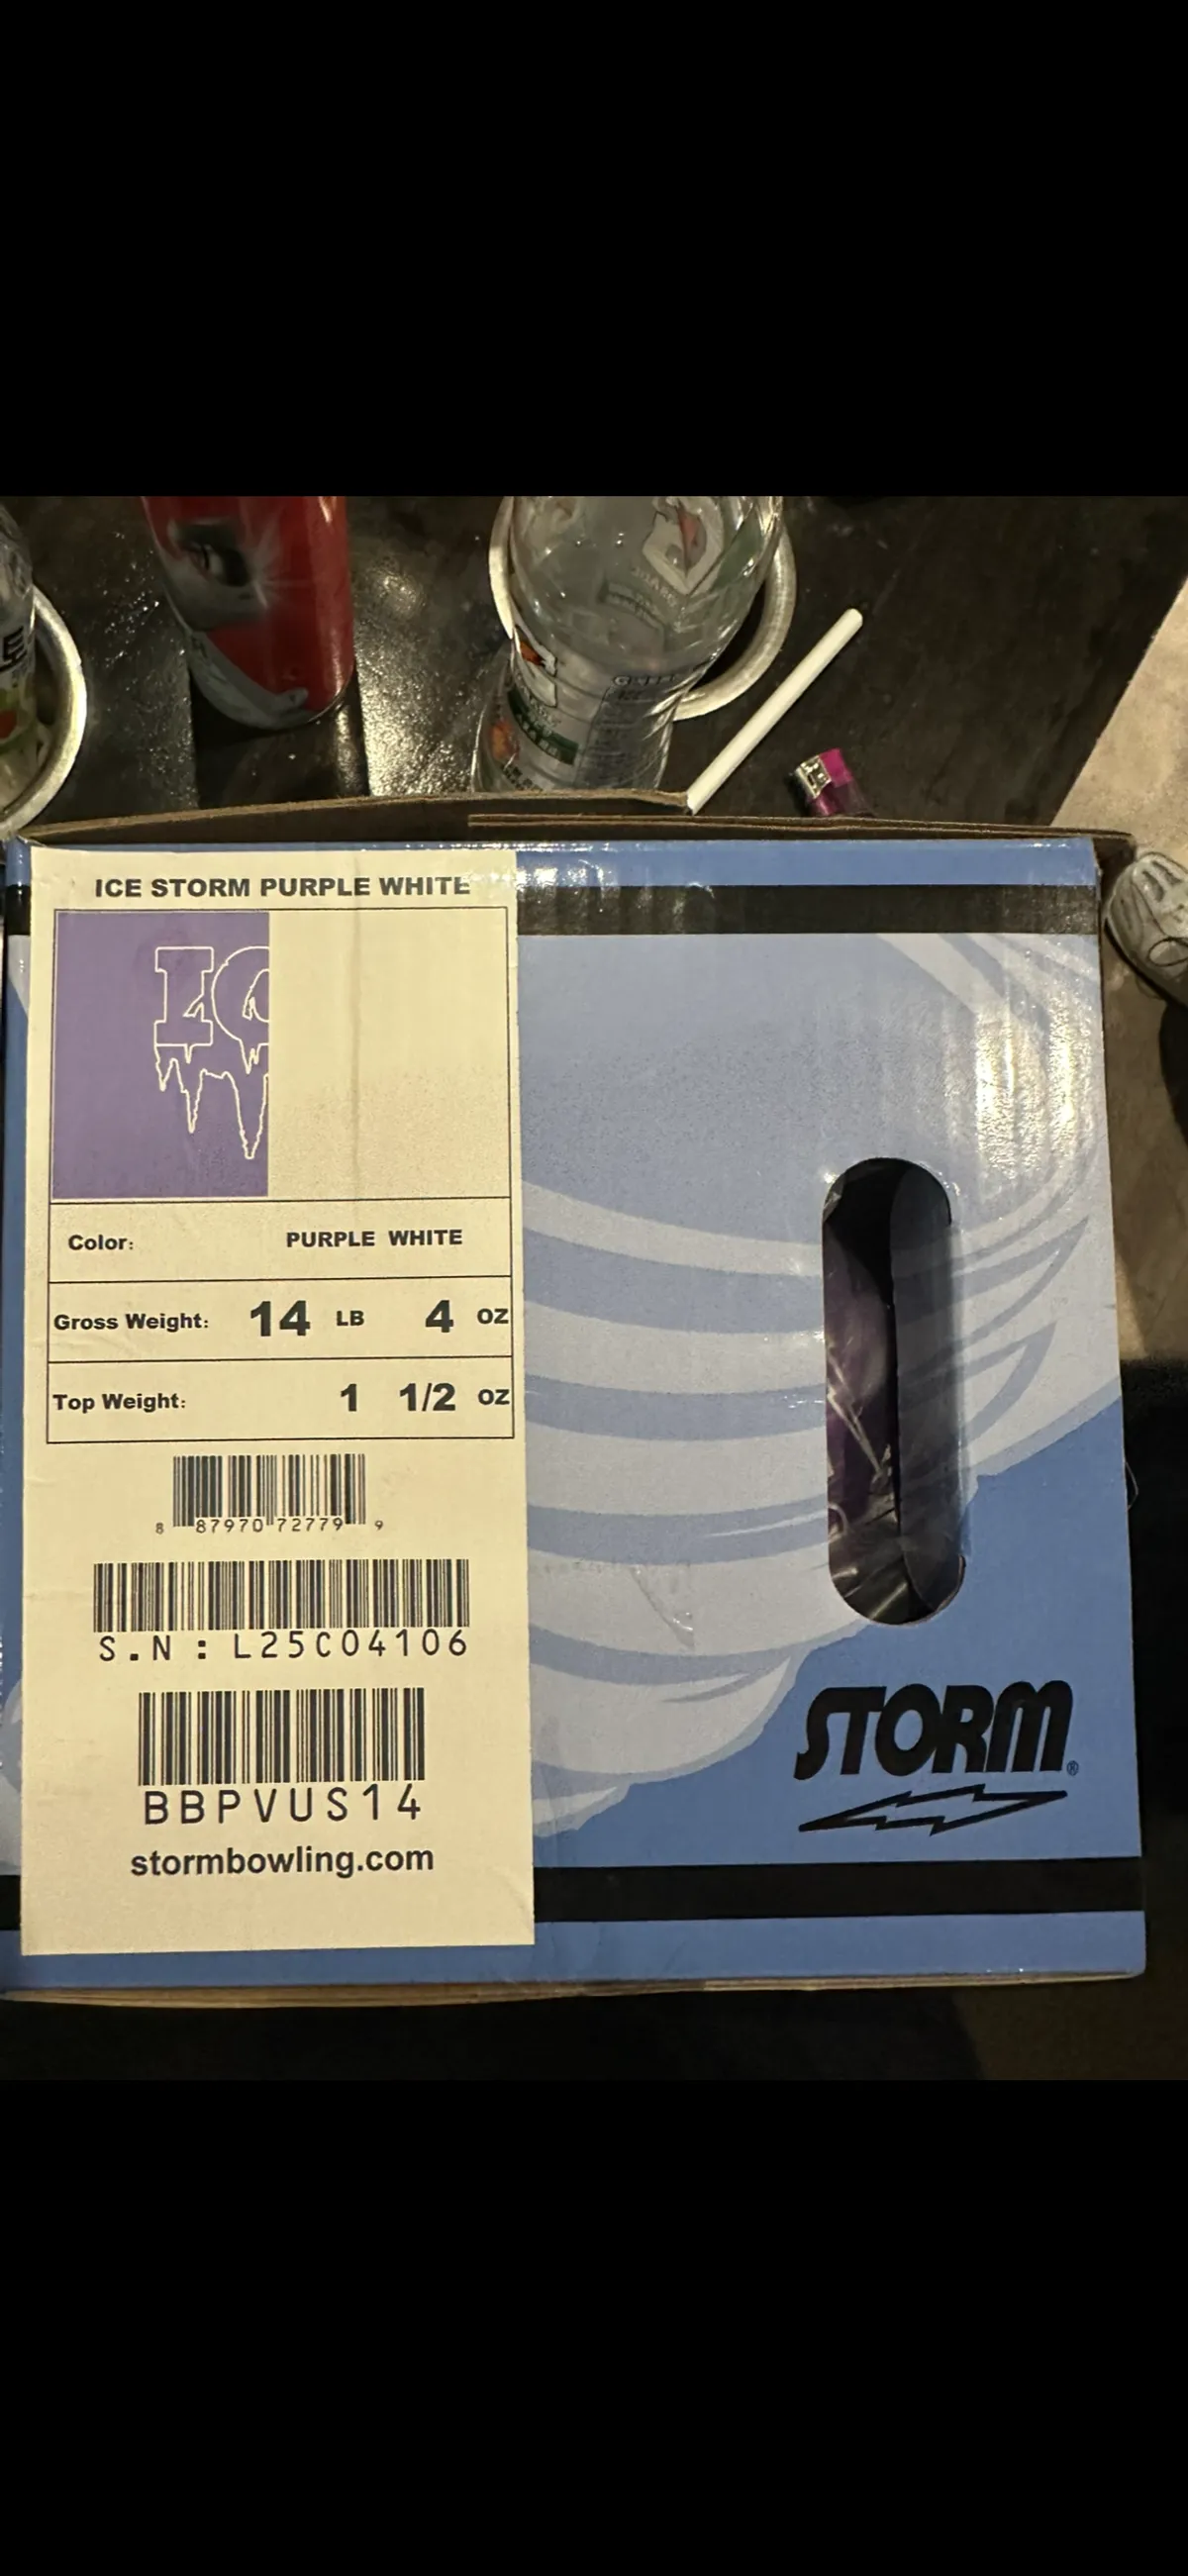 ICE STORM PURPLE WHITE
IC
Color: PURPLE WHITE
Gross Weight: 14 LB 4 OZ
Top Weight: 1 1/2 OZ
8 87970 72779 9
S.N : L25C04106
BBPVUS14
stormbowling.com
STORM®